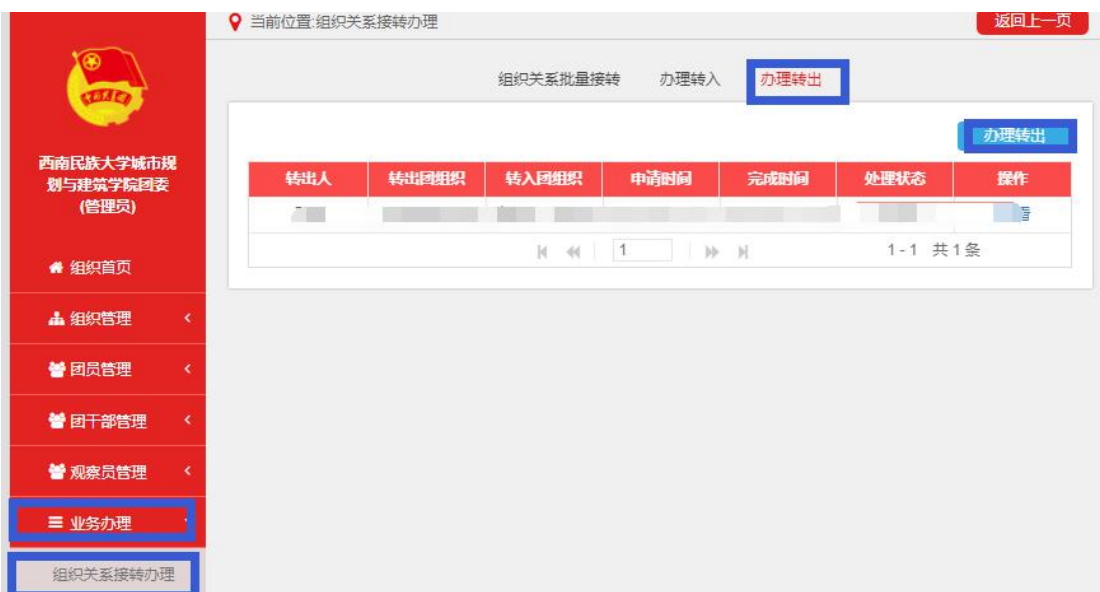 当前位置:组织关系接转办理
返回上一页
组织关系批量接转 办理转入 办理转出
办理转出
西南民族大学城市规
划与建筑学院团委
(管理员)
转出人 转出团组织 转入团组织 申请时间 完成时间 处理状态 操作
1
1-1 共1条
组织首页
组织管理
团员管理
团干部管理
观察员管理
业务办理
组织关系接转办理